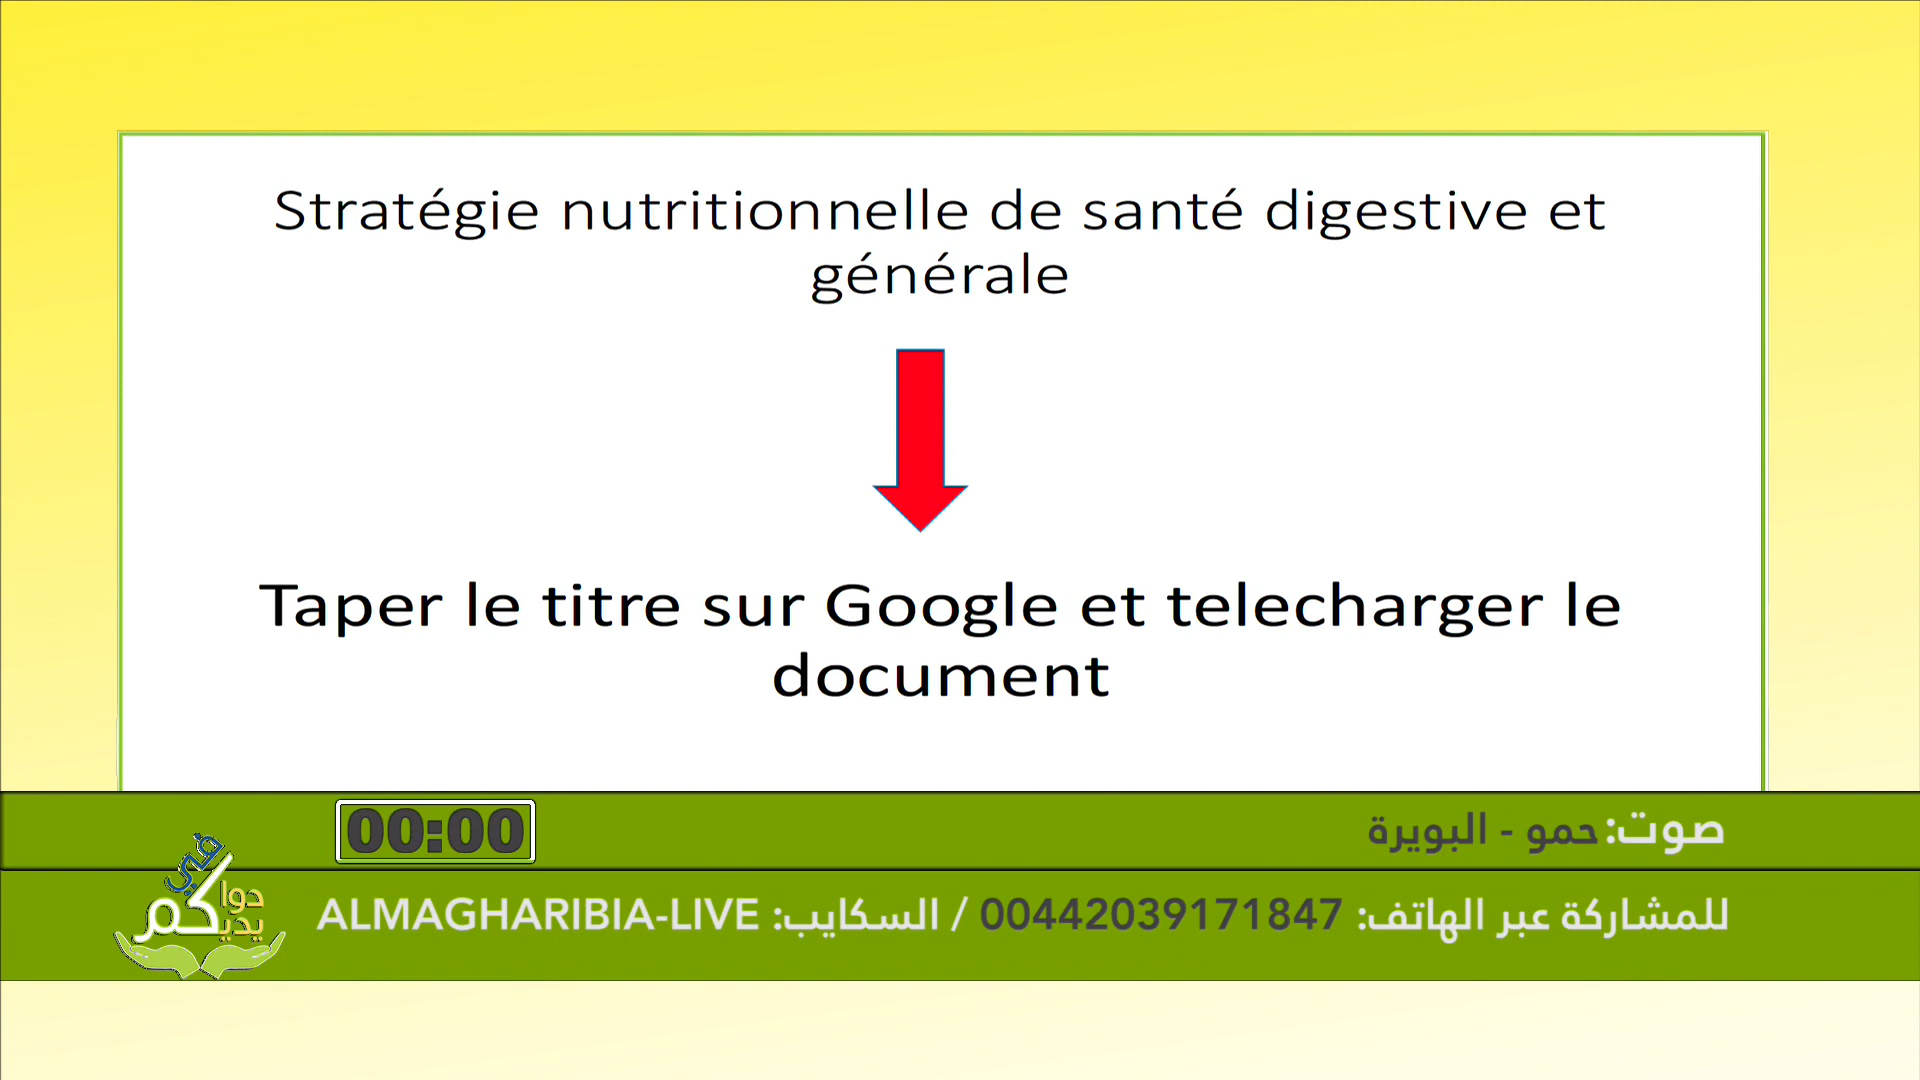 Stratégie nutritionnelle de santé digestive et
générale
Taper le titre sur Google et telecharger le
document
00:00
صوت: حمو - البويرة
للمشاركة عبر الهاتف: 00442039171847 / السكايب: ALMAGHARIBIA-LIVE
دواكم في
يديكم